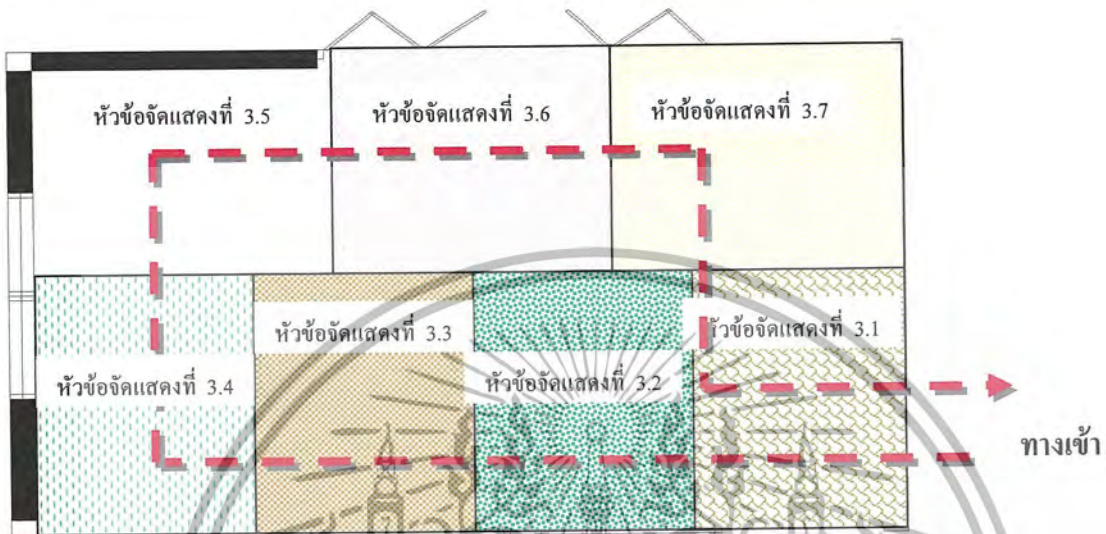 หัวข้อจัดแสดงที่ 3.5
หัวข้อจัดแสดงที่ 3.6
หัวข้อจัดแสดงที่ 3.7
หัวข้อจัดแสดงที่ 3.4
หัวข้อจัดแสดงที่ 3.3
หัวข้อจัดแสดงที่ 3.2
หัวข้อจัดแสดงที่ 3.1
ทางเข้า